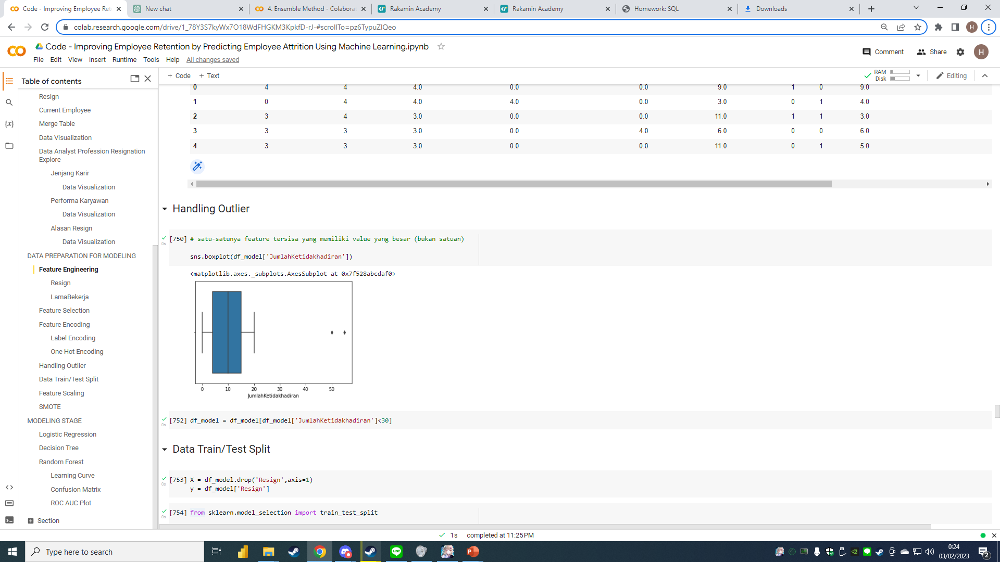 Code - Improving Employee Ret
New chat
4. Ensemble Method - Colaborat
Rakamin Academy
Rakamin Academy
Homework: SQL
Downloads
colab.research.google.com/drive/1_78Y3S7kyWx7O18WdFHGKM3KpkfD-rJ-#scrollTo=pz6TypuZIQeo
H
CO
Code - Improving Employee Retention by Predicting Employee Attrition Using Machine Learning.ipynb
File Edit View Insert Runtime Tools Help All changes saved
Comment
Share
H
Table of contents
+ Code + Text
RAM
Disk
Editing
Resign
Current Employee
Merge Table
Data Visualization
Data Analyst Profession Resignation
Explore
Jenjang Karir
Data Visualization
Performa Karyawan
Data Visualization
Alasan Resign
Data Visualization
DATA PREPARATION FOR MODELING
Feature Engineering
Resign
LamaBekerja
Feature Selection
Feature Encoding
Label Encoding
One Hot Encoding
Handling Outlier
Data Train/Test Split
Feature Scaling
SMOTE
MODELING STAGE
Logistic Regression
Decision Tree
Random Forest
Learning Curve
Confusion Matrix
ROC AUC Plot
Section
{x}
0 4 4 4.0 0.0 0.0 9.0 1 0 9.0
1 0 4 4.0 4.0 0.0 3.0 0 1 4.0
2 3 4 3.0 0.0 0.0 11.0 1 1 3.0
3 3 3 3.0 0.0 4.0 6.0 0 0 6.0
4 3 3 3.0 0.0 0.0 11.0 0 1 5.0
Handling Outlier
[750] # satu-satunya feature tersisa yang memiliki value yang besar (bukan satuan)
0s
sns.boxplot(df_model['JumlahKetidakhadiran'])
<matplotlib.axes._subplots.AxesSubplot at 0x7f528abcdaf0>
0 10 20 30 40 50
JumlahKetidakhadiran
[752] df_model = df_model[df_model['JumlahKetidakhadiran']<30]
0s
Data Train/Test Split
[753] X = df_model.drop('Resign',axis=1)
0s
y = df_model['Resign']
[754] from sklearn.model_selection import train_test_split
0s
1s completed at 11:25 PM
Type here to search
0:24
03/02/2023
2